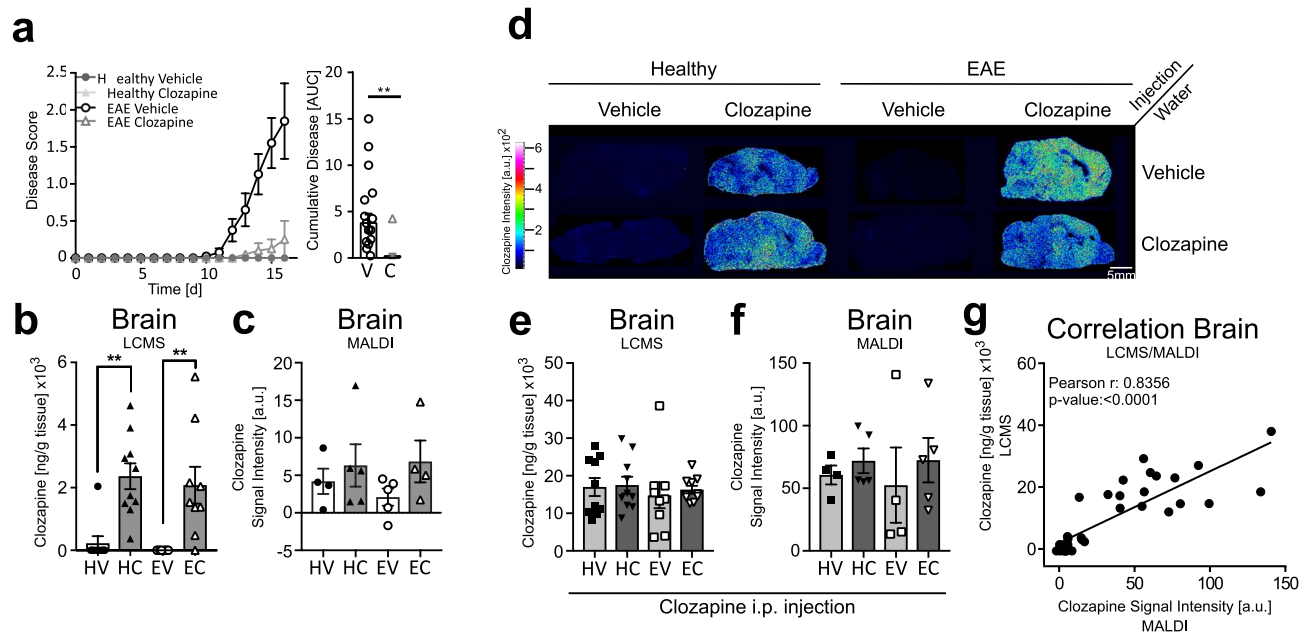 a
2.5
2.0
1.5
1.0
0.5
0
Disease Score
0 5 10 15
Time [d]
H ealthy Vehicle
Healthy Clozapine
EAE Vehicle
EAE Clozapine
20
15
10
5
0
Cumulative Disease [AUC]
**
V C
d
Healthy EAE
Vehicle Clozapine Vehicle Clozapine
Injection
Water
Vehicle
Clozapine
Clozapine Intensity [a.u.] x10²
6
4
2
5mm
b
Brain
LCMS
Clozapine [ng/g tissue] x10³
6
4
2
0
** **
HV HC EV EC
c
Brain
MALDI
Clozapine
Signal Intensity [a.u.]
20
15
10
5
0
-5
HV HC EV EC
e
Brain
LCMS
Clozapine [ng/g tissue] x10³
50
40
30
20
10
0
HV HC EV EC
f
Brain
MALDI
Clozapine
Signal Intensity [a.u.]
150
100
50
0
HV HC EV EC
Clozapine i.p. injection
g
Correlation Brain
LCMS/MALDI
Pearson r: 0.8356
p-value:<0.0001
Clozapine [ng/g tissue] x10³
LCMS
60
40
20
0
0 50 100 150
Clozapine Signal Intensity [a.u.]
MALDI